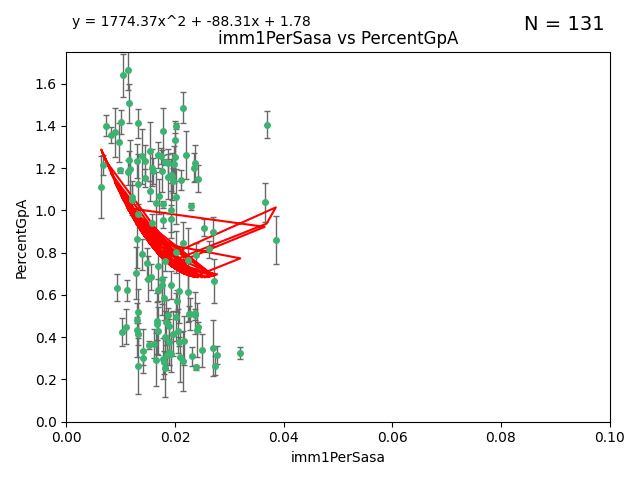 y = 1774.37x^2 + -88.31x + 1.78
N = 131
imm1PerSasa vs PercentGpA
PercentGpA
1.6
1.4
1.2
1.0
0.8
0.6
0.4
0.2
0.0
0.00 0.02 0.04 0.06 0.08 0.10
imm1PerSasa